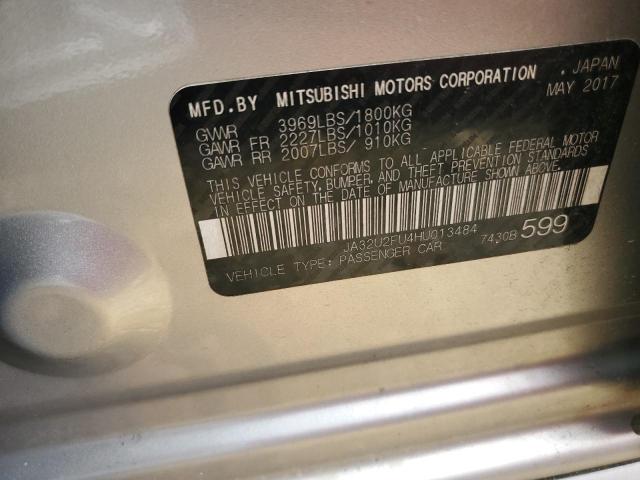 MFD.BY MITSUBISHI MOTORS CORPORATION . JAPAN
MAY 2017
GVWR 3969LBS/1800KG
GAWR FR 2227LBS/1010KG
GAWR RR 2007LBS/ 910KG
THIS VEHICLE CONFORMS TO ALL APPLICABLE FEDERAL MOTOR
VEHICLE SAFETY, BUMPER, AND THEFT PREVENTION STANDARDS
IN EFFECT ON THE DATE OF MANUFACTURE SHOWN ABOVE.
JA32U2FU4HU013484
VEHICLE TYPE: PASSENGER CAR 7430B 599